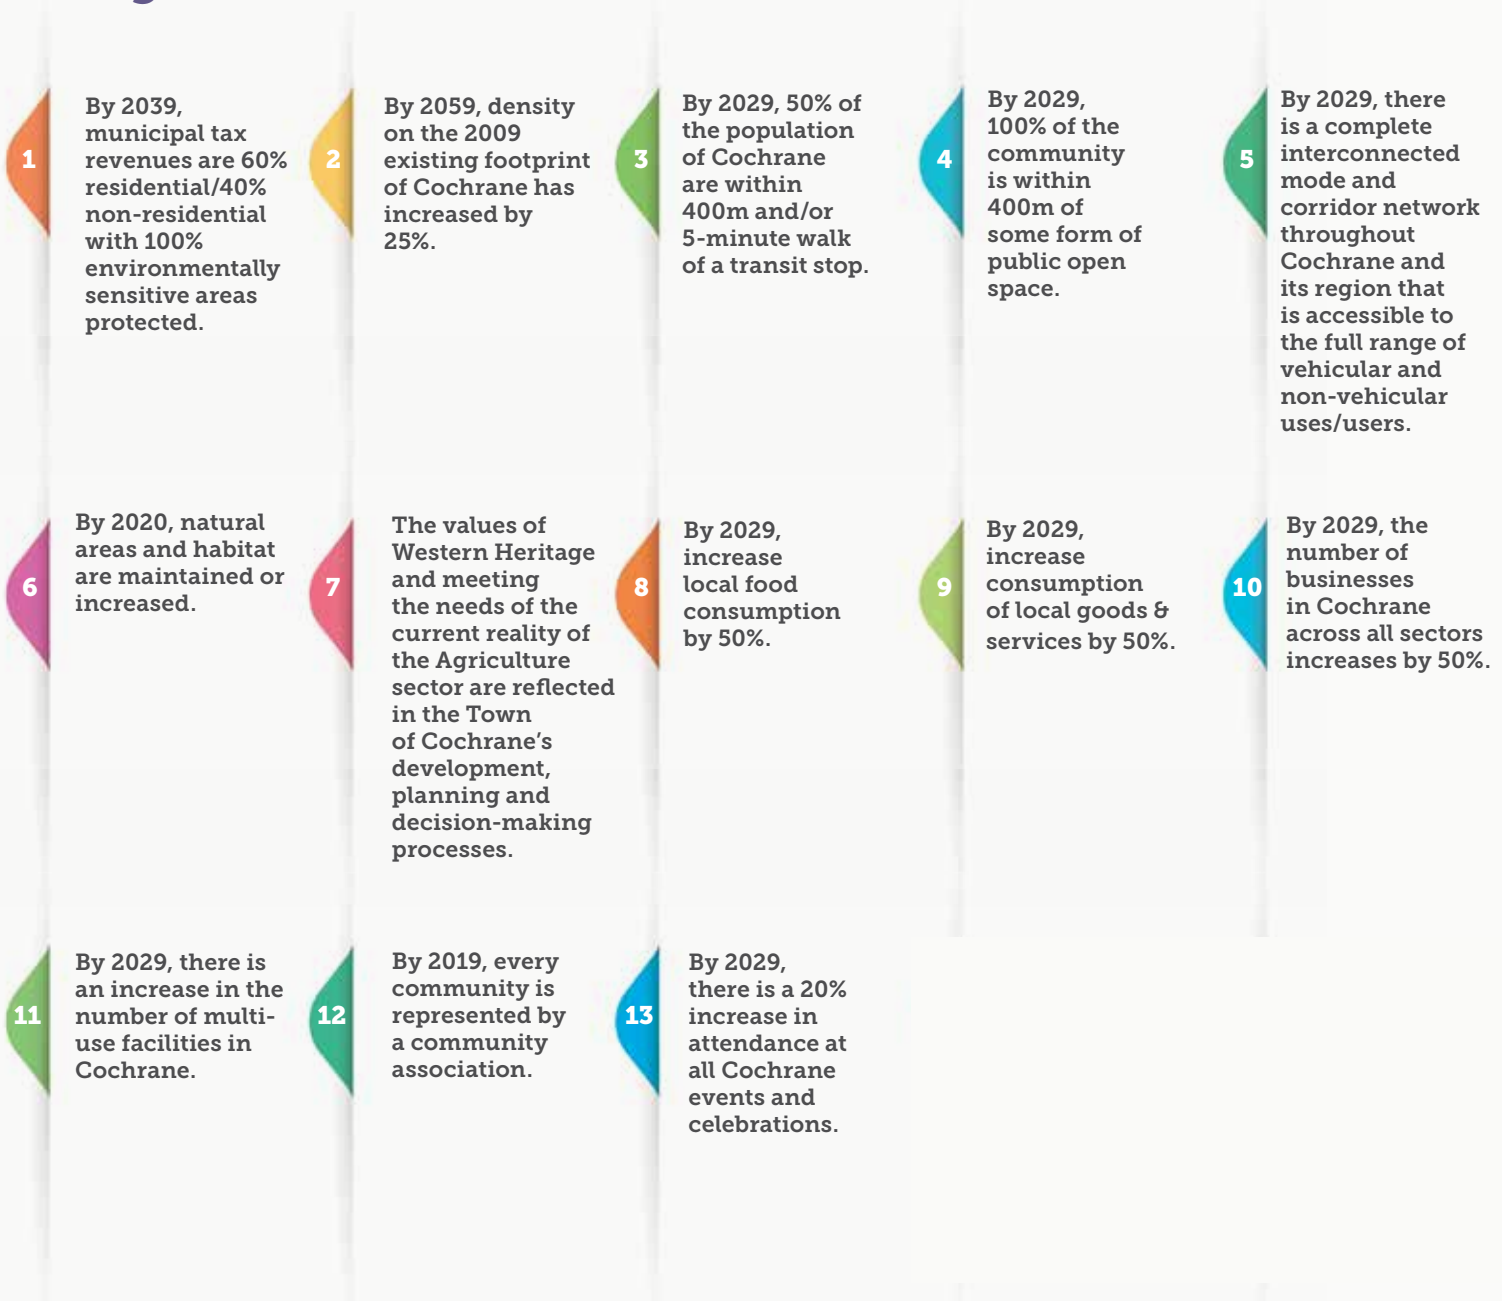 1
By 2039,
municipal tax
revenues are 60%
residential/40%
non-residential
with 100%
environmentally
sensitive areas
protected.
2
By 2059, density
on the 2009
existing footprint
of Cochrane has
increased by
25%.
3
By 2029, 50% of
the population
of Cochrane
are within
400m and/or
5-minute walk
of a transit stop.
4
By 2029,
100% of the
community
is within
400m of
some form of
public open
space.
5
By 2029, there
is a complete
interconnected
mode and
corridor network
throughout
Cochrane and
its region that
is accessible to
the full range of
vehicular and
non-vehicular
uses/users.
6
By 2020, natural
areas and habitat
are maintained or
increased.
7
The values of
Western Heritage
and meeting
the needs of the
current reality of
the Agriculture
sector are reflected
in the Town
of Cochrane’s
development,
planning and
decision-making
processes.
8
By 2029,
increase
local food
consumption
by 50%.
9
By 2029,
increase
consumption
of local goods &
services by 50%.
10
By 2029, the
number of
businesses
in Cochrane
across all sectors
increases by 50%.
11
By 2029, there is
an increase in the
number of multi-
use facilities in
Cochrane.
12
By 2019, every
community is
represented by
a community
association.
13
By 2029,
there is a 20%
increase in
attendance at
all Cochrane
events and
celebrations.